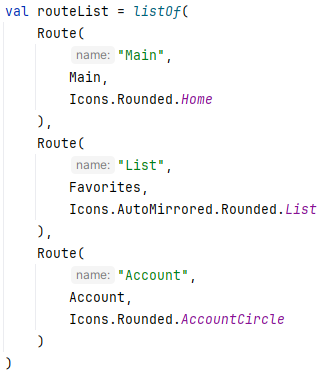 val routeList = listOf(
    Route(
        name: "Main",
        Main,
        Icons.Rounded.Home
    ),
    Route(
        name: "List",
        Favorites,
        Icons.AutoMirrored.Rounded.List
    ),
    Route(
        name: "Account",
        Account,
        Icons.Rounded.AccountCircle
    )
)